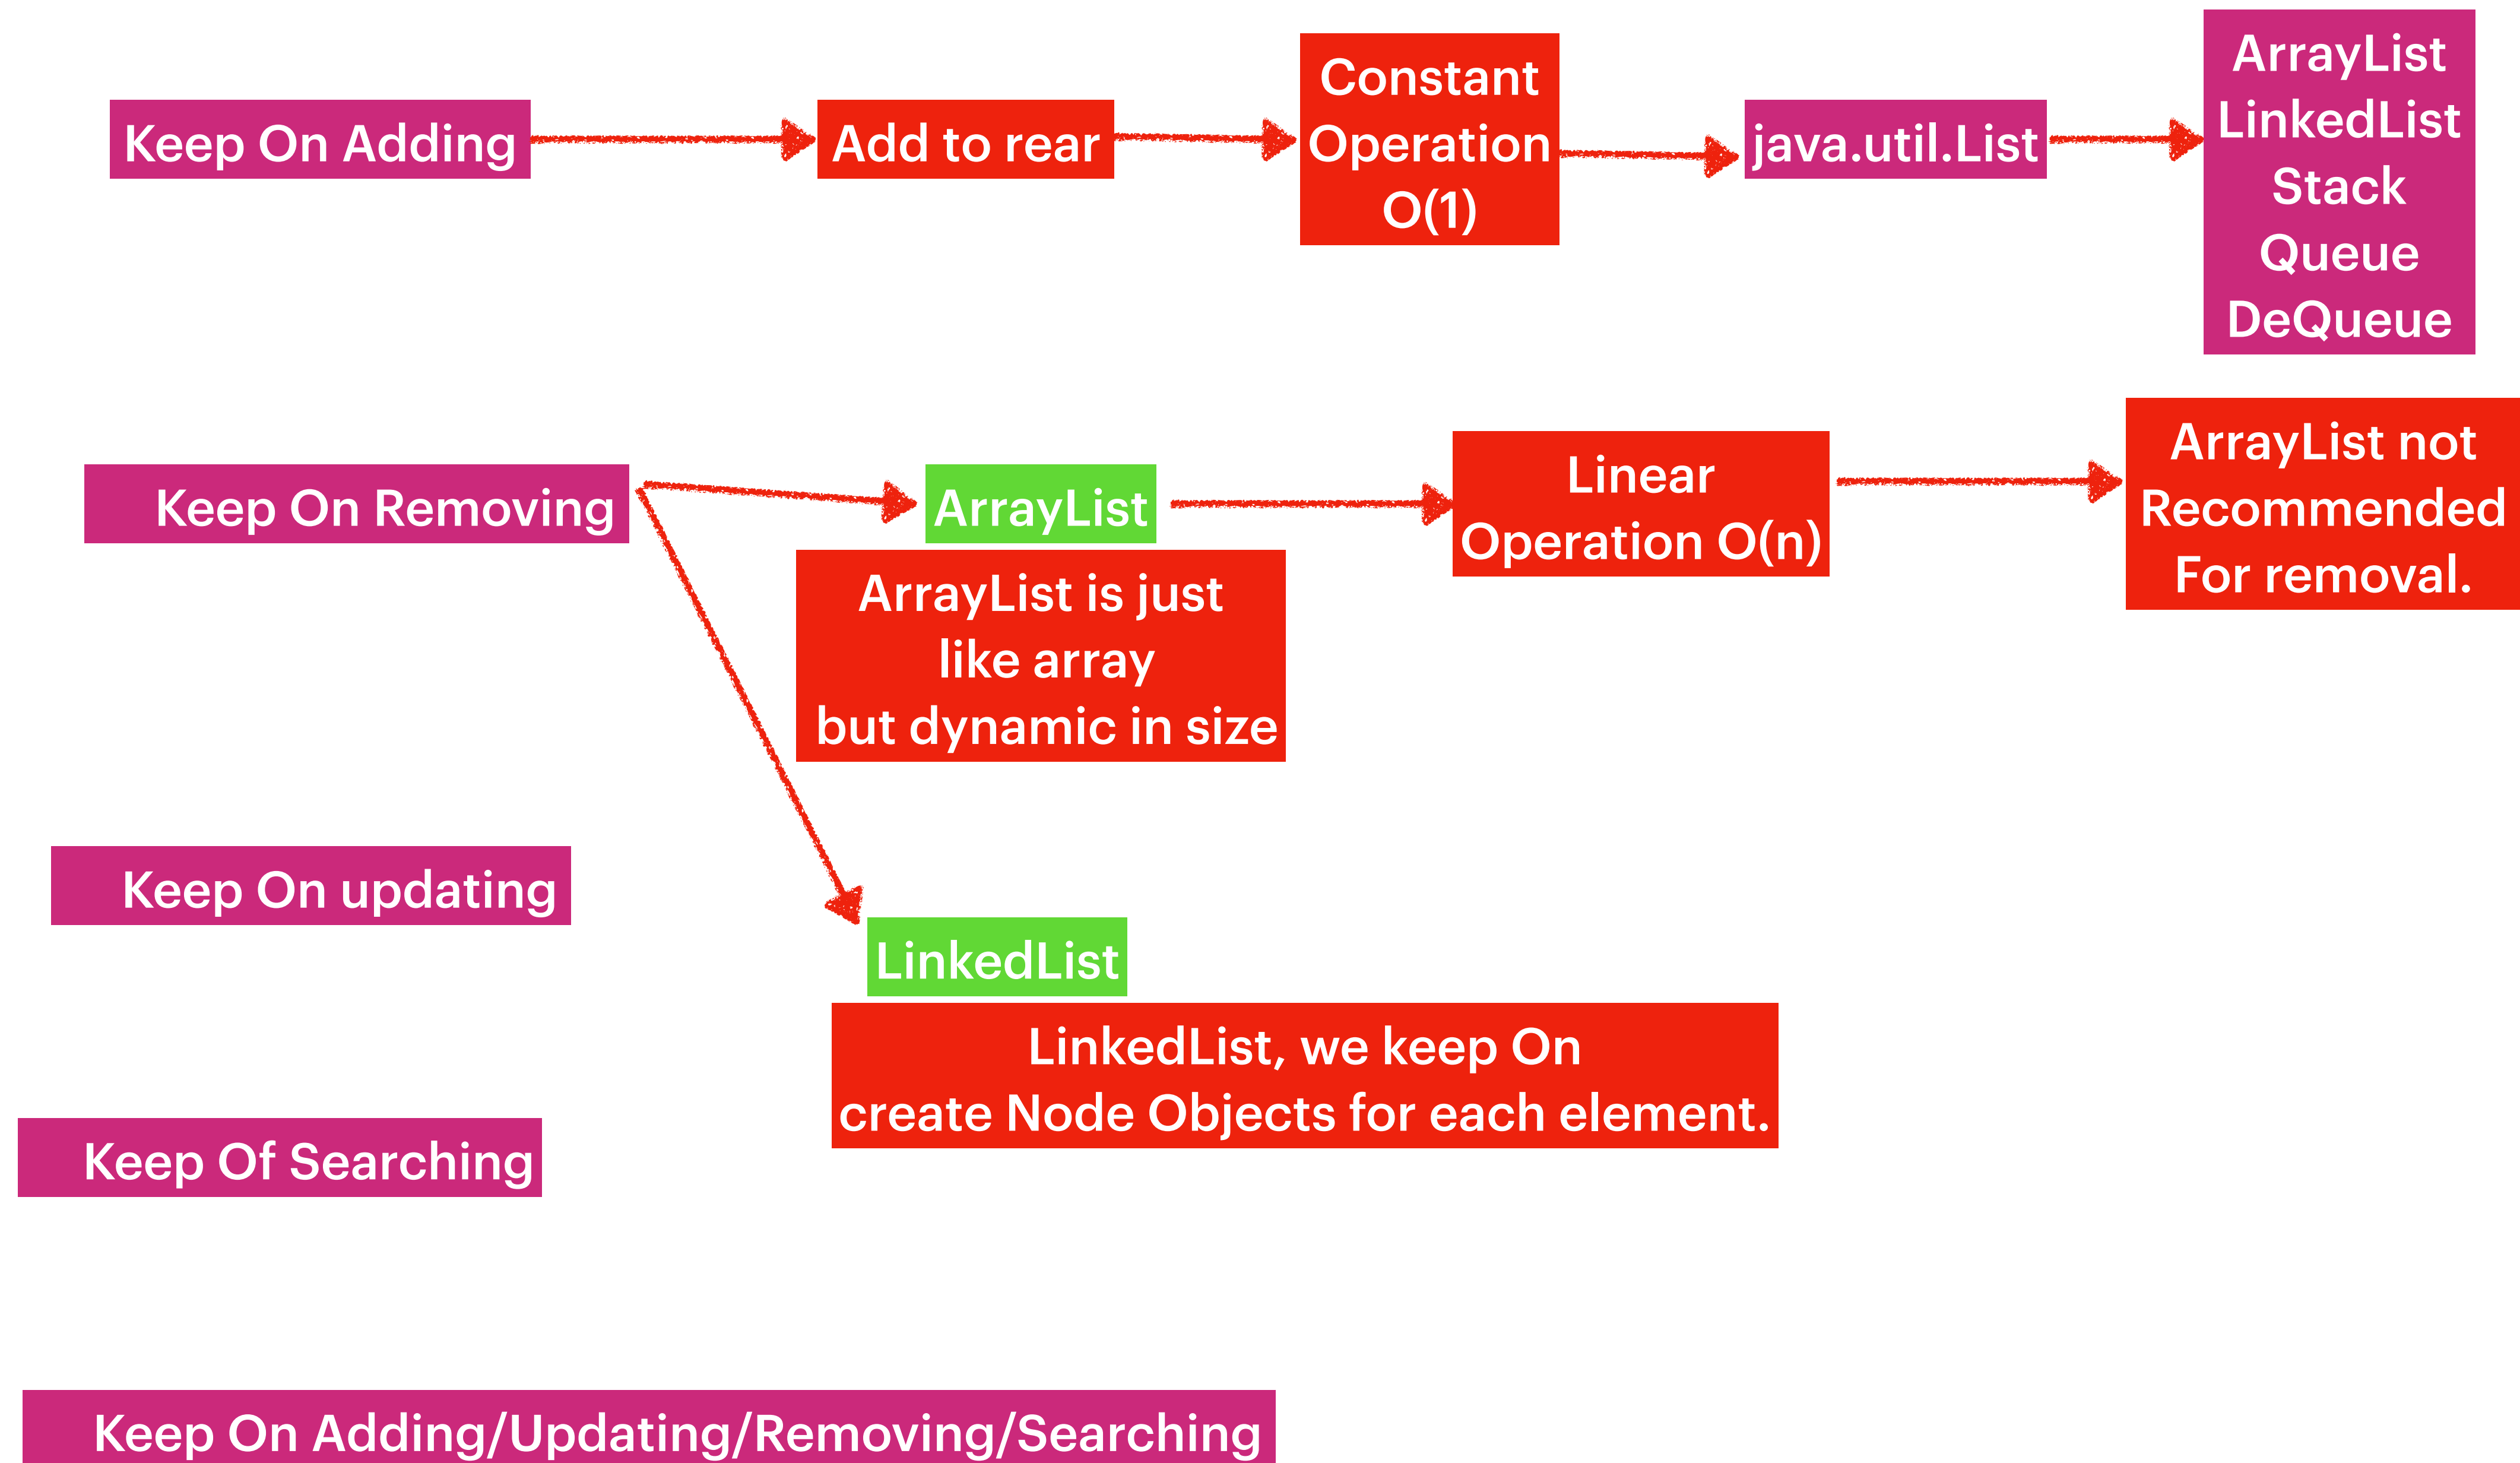 Keep On Adding
Add to rear
Constant
Operation
O(1)
java.util.List
ArrayList
LinkedList
Stack
Queue
DeQueue
Keep On Removing
ArrayList
ArrayList is just
like array
but dynamic in size
Linear
Operation O(n)
ArrayList not
Recommended
For removal.
Keep On updating
LinkedList
LinkedList, we keep On
create Node Objects for each element.
Keep Of Searching
Keep On Adding/Updating/Removing/Searching